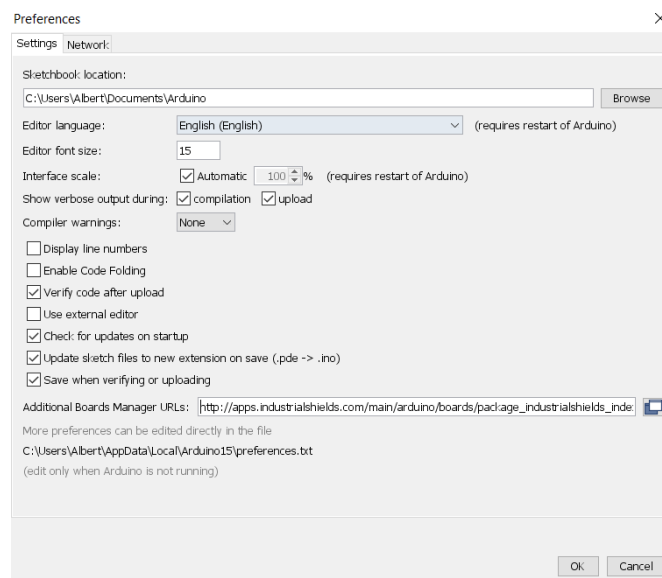 Preferences
Settings Network
Sketchbook location:
C:\Users\Albert\Documents\Arduino Browse
Editor language: English (English) (requires restart of Arduino)
Editor font size: 15
Interface scale: Automatic 100 % (requires restart of Arduino)
Show verbose output during: compilation upload
Compiler warnings: None
Display line numbers
Enable Code Folding
Verify code after upload
Use external editor
Check for updates on startup
Update sketch files to new extension on save (.pde -> .ino)
Save when verifying or uploading
Additional Boards Manager URLs: http://apps.industrialshields.com/main/arduino/boards/package_industrialshields_inde
More preferences can be edited directly in the file
C:\Users\Albert\AppData\Local\Arduino15\preferences.txt
(edit only when Arduino is not running)
OK Cancel